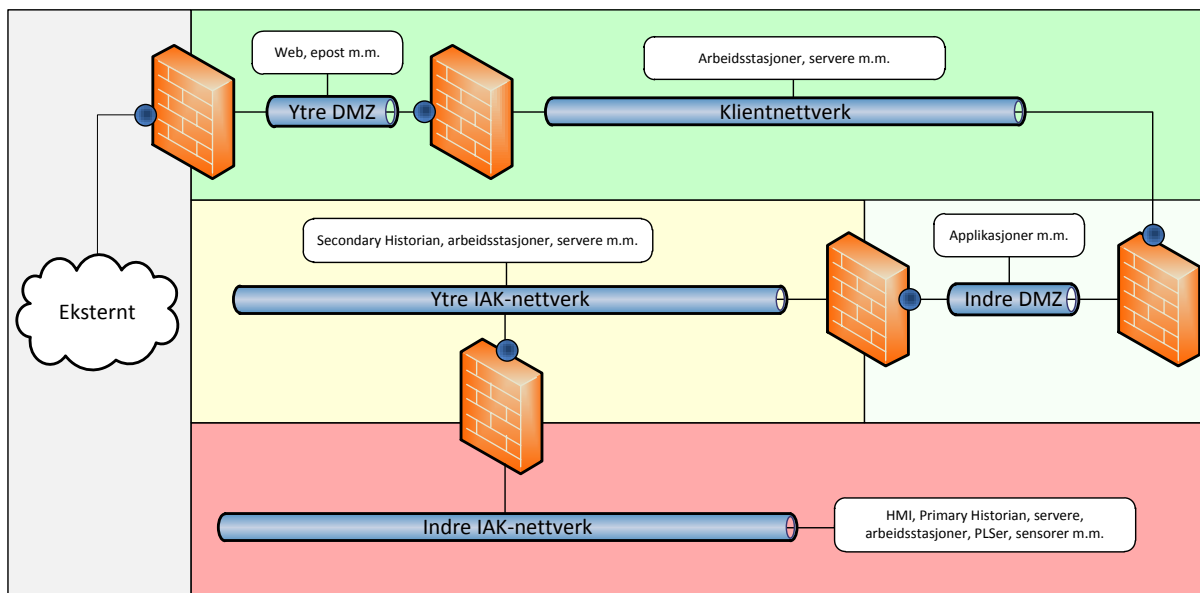 Web, epost m.m.
Arbeidsstasjoner, servere m.m.
Ytre DMZ
Klientnettverk
Secondary Historian, arbeidsstasjoner, servere m.m.
Applikasjoner m.m.
Eksternt
Ytre IAK-nettverk
Indre DMZ
Indre IAK-nettverk
HMI, Primary Historian, servere,
arbeidsstasjoner, PLSer, sensorer m.m.